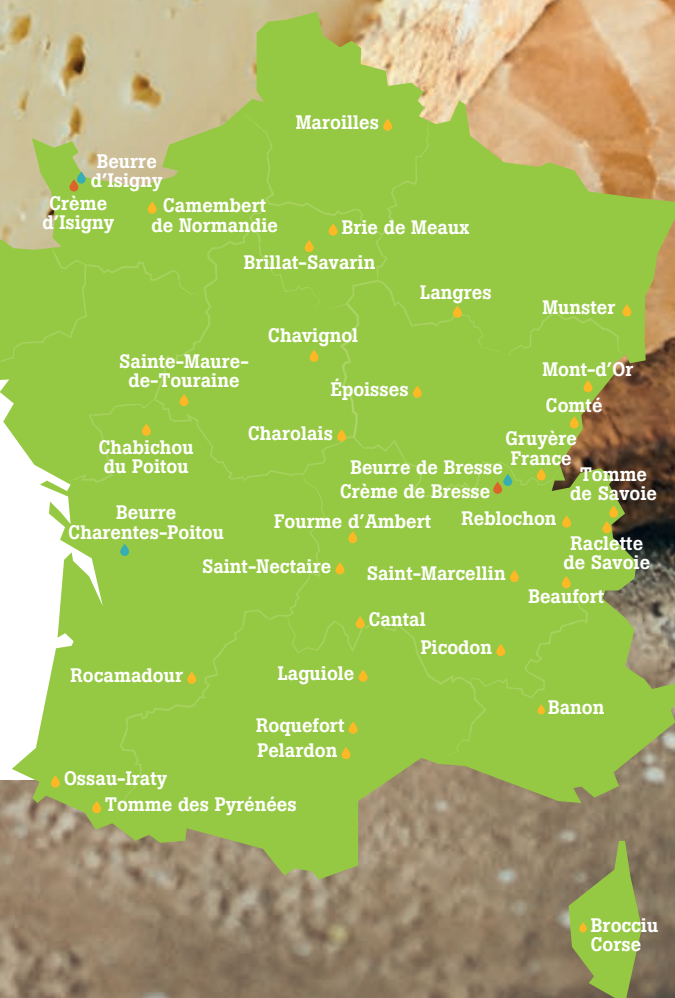 Maroilles
Beurre
d'Isigny
Crème
d'Isigny
Camembert
de Normandie
Brie de Meaux
Brillat-Savarin
Langres
Munster
Chavignol
Sainte-Maure-
de-Touraine
Époisses
Mont-d'Or
Comté
Charolais
Chabichou
du Poitou
Gruyère
France
Beurre de Bresse
Crème de Bresse
Tomme
de Savoie
Beurre
Charentes-Poitou
Fourme d'Ambert
Reblochon
Raclette
de Savoie
Saint-Nectaire
Saint-Marcellin
Beaufort
Cantal
Picodon
Rocamadour
Laguiole
Banon
Roquefort
Pelardon
Ossau-Iraty
Tomme des Pyrénées
Brocciu
Corse